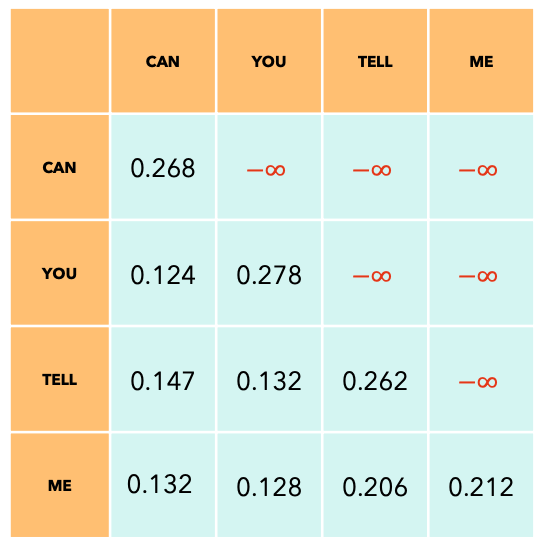 CAN YOU TELL ME
CAN 0.268 −∞ −∞ −∞
YOU 0.124 0.278 −∞ −∞
TELL 0.147 0.132 0.262 −∞
ME 0.132 0.128 0.206 0.212